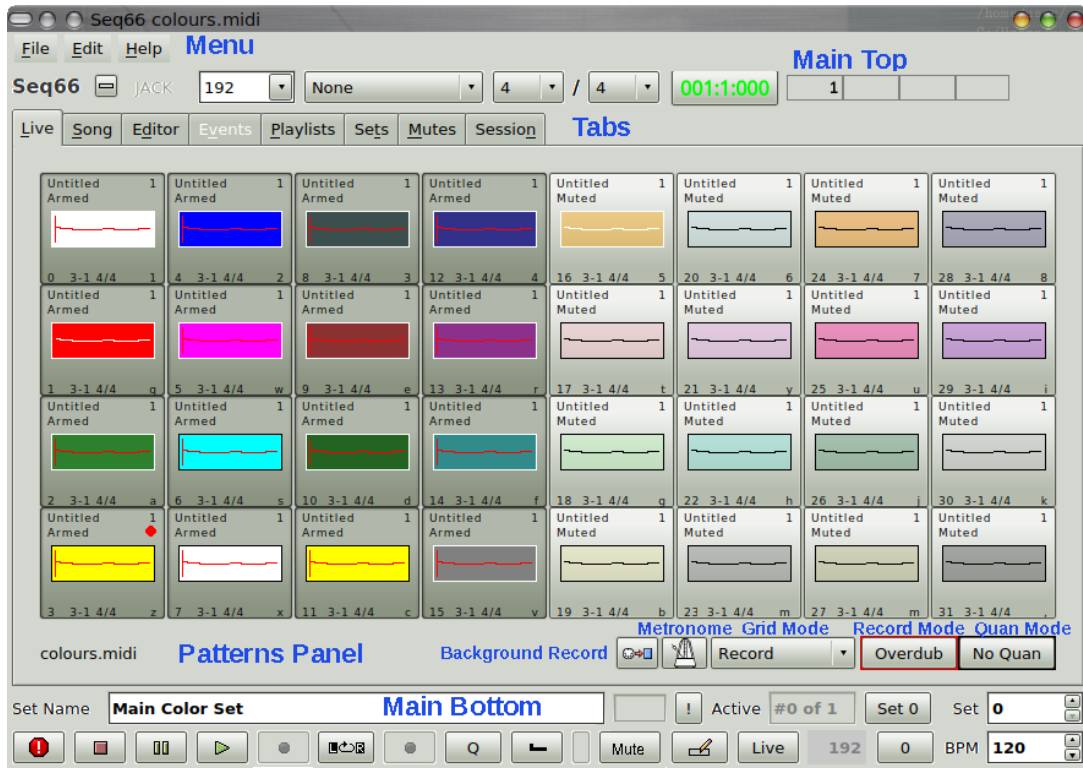 Seq66 colours.midi
File Edit Help Menu
Main Top
Seq66 JACK 192 None 4 / 4 001:1:000 1
Live Song Editor Events Playlists Sets Mutes Session Tabs
Untitled 1 Untitled 1 Untitled 1 Untitled 1 Untitled 1 Untitled 1 Untitled 1 Untitled 1
Armed Armed Armed Armed Muted Muted Muted Muted
0 3-1 4/4 1 4 3-1 4/4 2 8 3-1 4/4 3 12 3-1 4/4 4 16 3-1 4/4 5 20 3-1 4/4 6 24 3-1 4/4 7 28 3-1 4/4 8
Untitled 1 Untitled 1 Untitled 1 Untitled 1 Untitled 1 Untitled 1 Untitled 1 Untitled 1
Armed Armed Armed Armed Muted Muted Muted Muted
1 3-1 4/4 q 5 3-1 4/4 w 9 3-1 4/4 e 13 3-1 4/4 r 17 3-1 4/4 t 21 3-1 4/4 y 25 3-1 4/4 u 29 3-1 4/4 i
Untitled 1 Untitled 1 Untitled 1 Untitled 1 Untitled 1 Untitled 1 Untitled 1 Untitled 1
Armed Armed Armed Armed Muted Muted Muted Muted
2 3-1 4/4 a 6 3-1 4/4 s 10 3-1 4/4 d 14 3-1 4/4 f 18 3-1 4/4 g 22 3-1 4/4 h 26 3-1 4/4 j 30 3-1 4/4 k
Untitled 1 Untitled 1 Untitled 1 Untitled 1 Untitled 1 Untitled 1 Untitled 1 Untitled 1
Armed Armed Armed Armed Muted Muted Muted Muted
3 3-1 4/4 z 7 3-1 4/4 x 11 3-1 4/4 c 15 3-1 4/4 v 19 3-1 4/4 b 23 3-1 4/4 m 27 3-1 4/4 m 31 3-1 4/4 ,
Metronome Grid Mode Record Mode Quan Mode
colours.midi Patterns Panel Background Record Record Overdub No Quan
Set Name Main Color Set Main Bottom ! Active #0 of 1 Set 0 Set 0
! R Q Mute Live 192 0 BPM 120